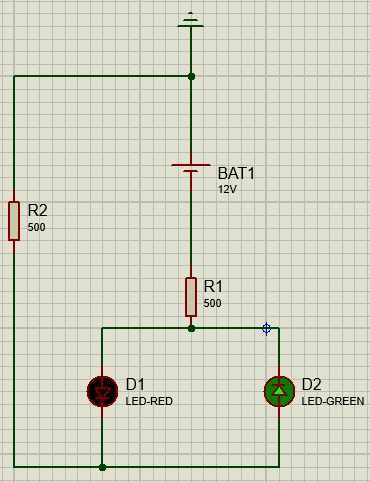 BAT1
12V
R2
500
R1
500
D1
LED-RED
D2
LED-GREEN